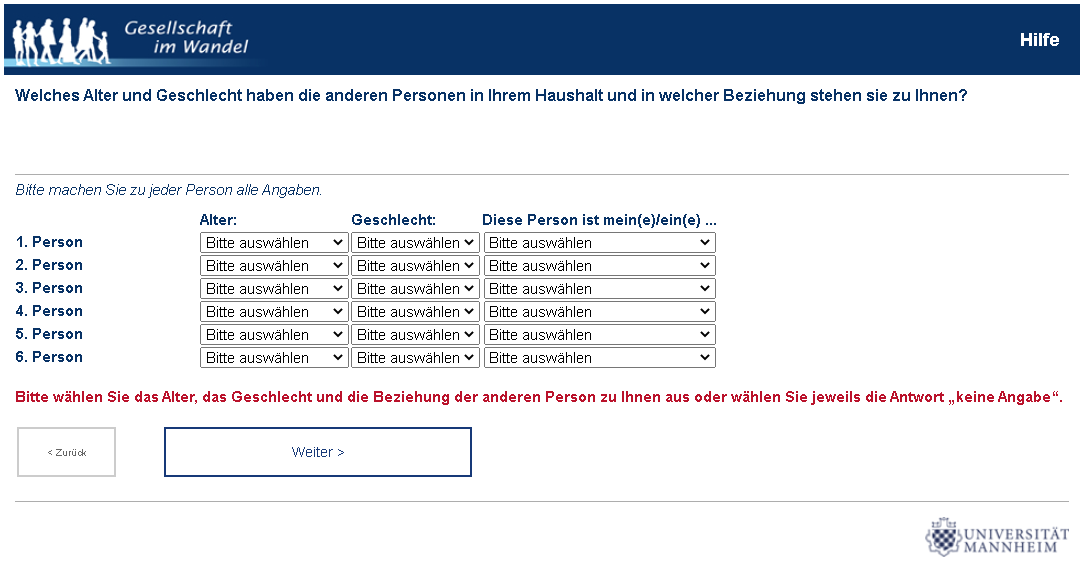 Gesellschaft
im Wandel
Hilfe
Welches Alter und Geschlecht haben die anderen Personen in Ihrem Haushalt und in welcher Beziehung stehen sie zu Ihnen?
Bitte machen Sie zu jeder Person alle Angaben.
Alter: Geschlecht: Diese Person ist mein(e)/ein(e) ...
1. Person Bitte auswählen Bitte auswählen Bitte auswählen
2. Person Bitte auswählen Bitte auswählen Bitte auswählen
3. Person Bitte auswählen Bitte auswählen Bitte auswählen
4. Person Bitte auswählen Bitte auswählen Bitte auswählen
5. Person Bitte auswählen Bitte auswählen Bitte auswählen
6. Person Bitte auswählen Bitte auswählen Bitte auswählen
Bitte wählen Sie das Alter, das Geschlecht und die Beziehung der anderen Person zu Ihnen aus oder wählen Sie jeweils die Antwort „keine Angabe“.
< Zurück Weiter >
UNIVERSITÄT
MANNHEIM